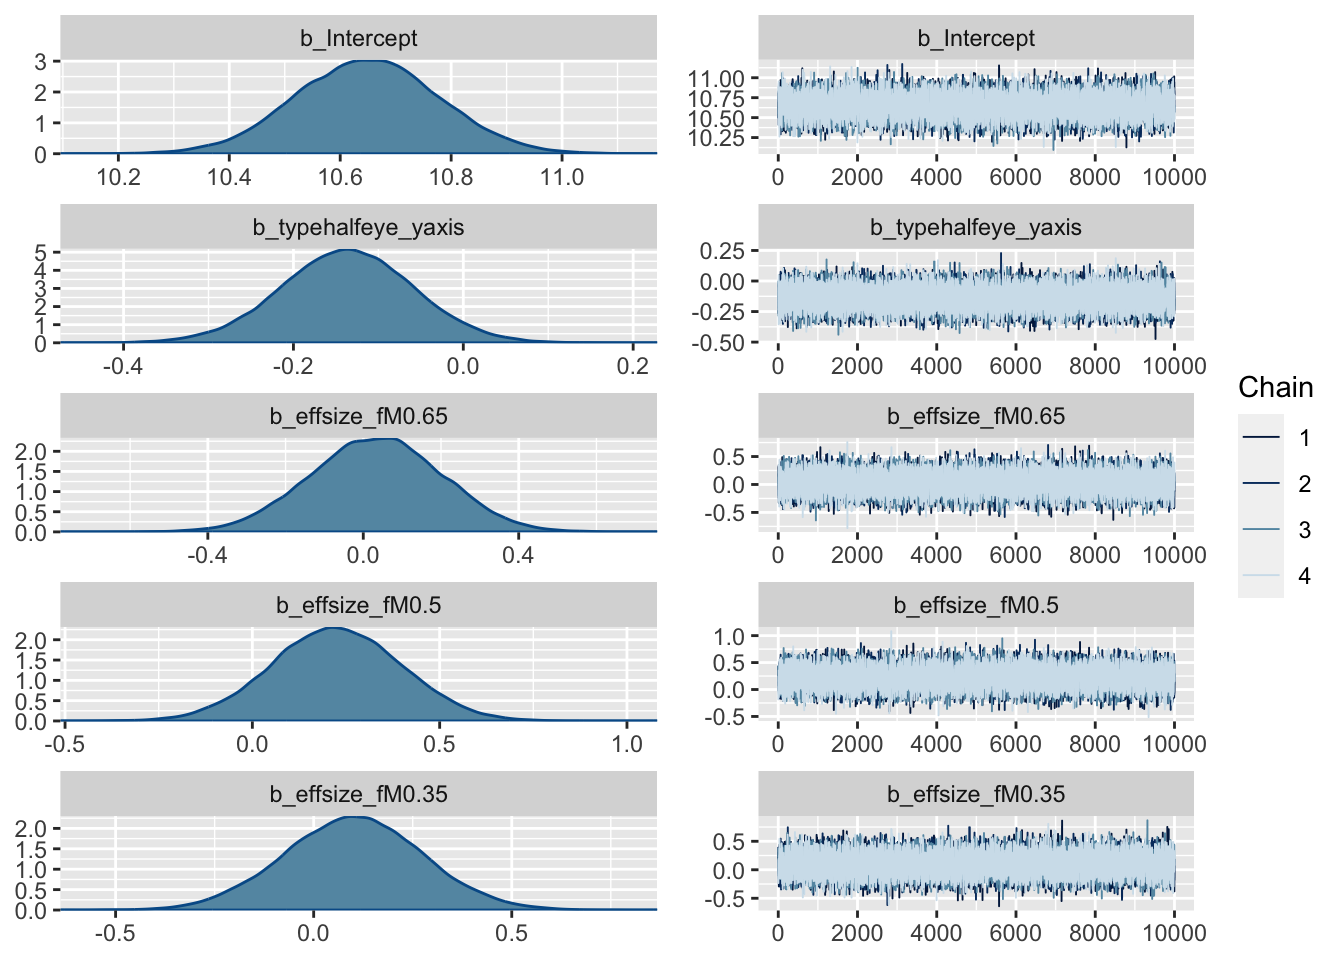 b_Intercept
3
2
1
0
10.2 10.4 10.6 10.8 11.0
b_Intercept
11.00
10.75
10.50
10.25
0 2000 4000 6000 8000 10000
b_typehalfeye_yaxis
5
4
3
2
1
0
-0.4 -0.2 0.0 0.2
b_typehalfeye_yaxis
0.25
0.00
-0.25
-0.50
0 2000 4000 6000 8000 10000
b_effsize_fM0.65
2.0
1.5
1.0
0.5
0.0
-0.4 0.0 0.4
b_effsize_fM0.65
0.5
0.0
-0.5
0 2000 4000 6000 8000 10000
b_effsize_fM0.5
2.0
1.5
1.0
0.5
0.0
-0.5 0.0 0.5 1.0
b_effsize_fM0.5
1.0
0.5
0.0
-0.5
0 2000 4000 6000 8000 10000
b_effsize_fM0.35
2.0
1.5
1.0
0.5
0.0
-0.5 0.0 0.5
b_effsize_fM0.35
0.5
0.0
-0.5
0 2000 4000 6000 8000 10000
Chain
1
2
3
4